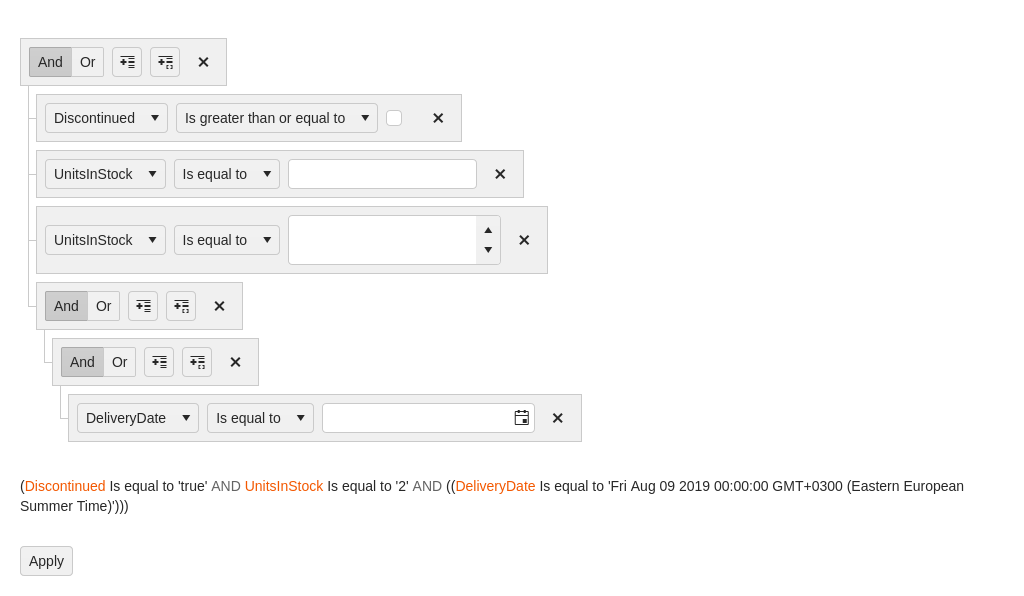 And Or
Discontinued Is greater than or equal to
UnitsInStock Is equal to
UnitsInStock Is equal to
And Or
And Or
DeliveryDate Is equal to
(Discontinued Is equal to 'true' AND UnitsInStock Is equal to '2' AND ((DeliveryDate Is equal to 'Fri Aug 09 2019 00:00:00 GMT+0300 (Eastern European
Summer Time)')))
Apply